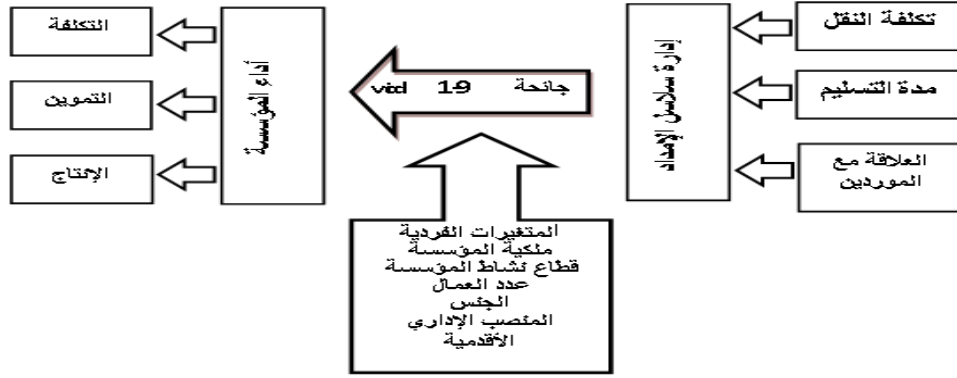 تكلفة النقل
مدة التسليم
العلاقة مع
الموردين
إدارة سلاسل الإمداد
جائحة 19 vid
أداء المؤسسة
التكلفة
التموين
الإنتاج
المتغيرات الفردية
ملكية المؤسسة
قطاع نشاط المؤسسة
عدد العمال
الجنس
المنصب الإداري
الأقدمية